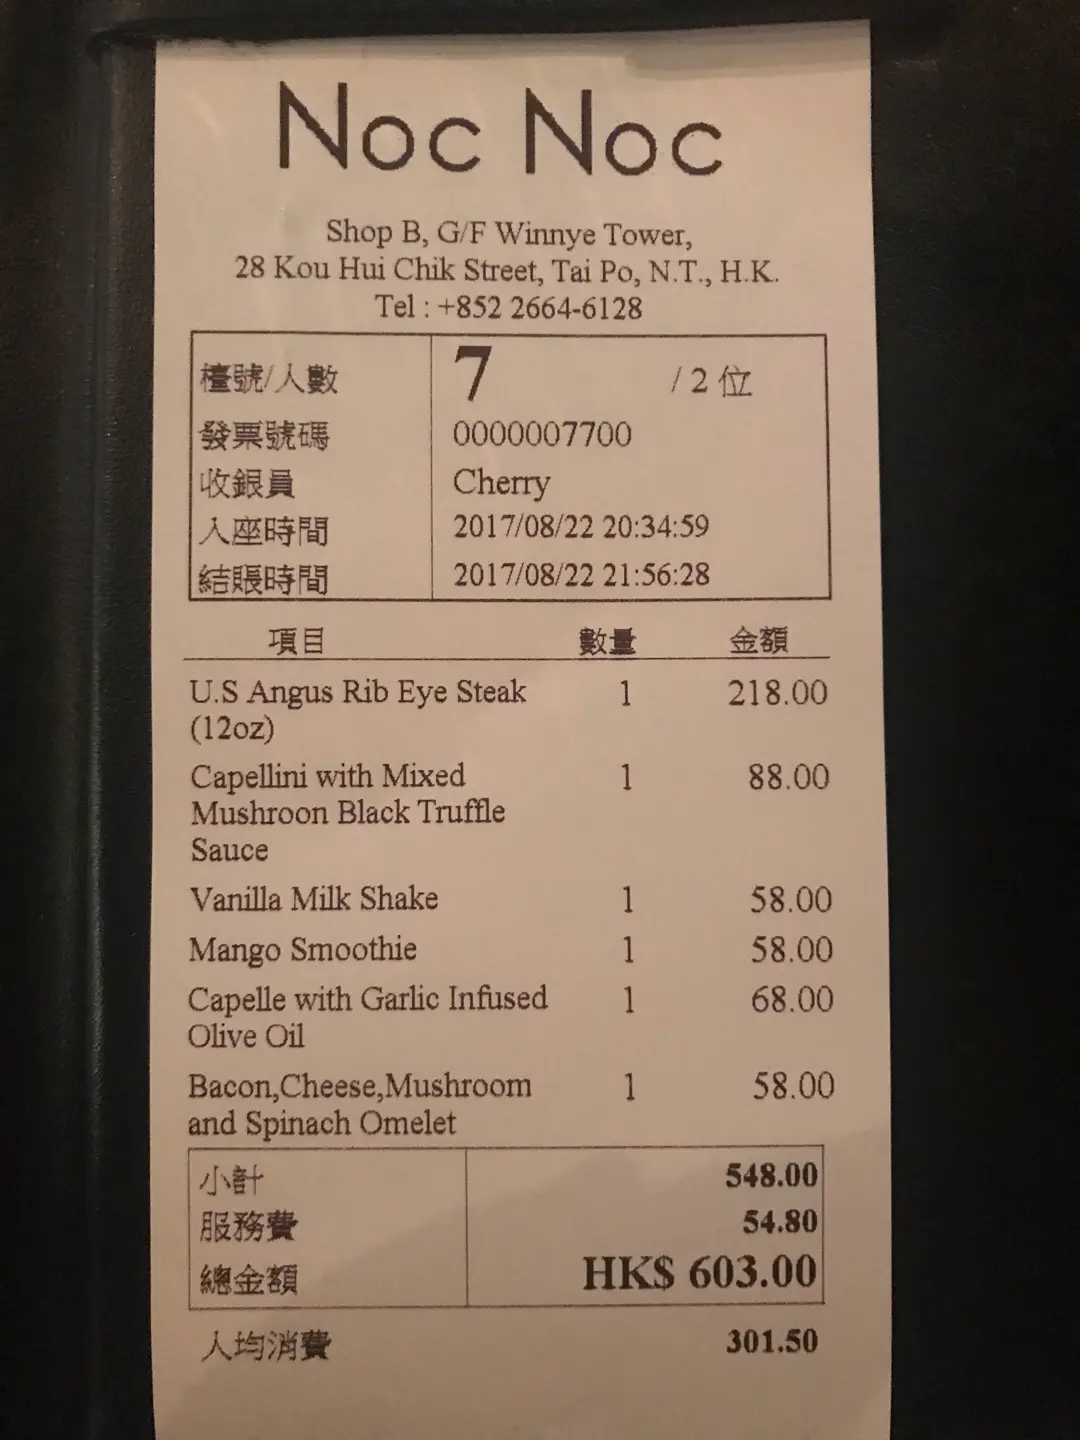 Noc Noc
Shop B, G/F Winnye Tower,
28 Kou Hui Chik Street, Tai Po, N.T., H.K.
Tel : +852 2664-6128
檯號/人數 7 / 2 位
發票號碼 0000007700
收銀員 Cherry
入座時間 2017/08/22 20:34:59
結賬時間 2017/08/22 21:56:28
項目 數量 金額
U.S Angus Rib Eye Steak 1 218.00
(12oz)
Capellini with Mixed 1 88.00
Mushroon Black Truffle
Sauce
Vanilla Milk Shake 1 58.00
Mango Smoothie 1 58.00
Capelle with Garlic Infused 1 68.00
Olive Oil
Bacon,Cheese,Mushroom 1 58.00
and Spinach Omelet
小計 548.00
服務費 54.80
總金額 HK$ 603.00
人均消費 301.50